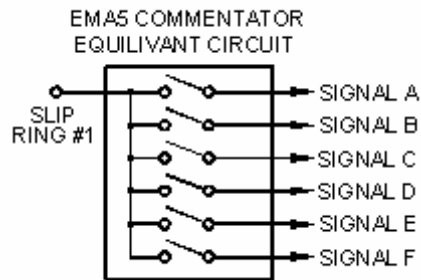 EMA5 COMMENTATOR
EQUILIVANT CIRCUIT
SLIP
RING #1
SIGNAL A
SIGNAL B
SIGNAL C
SIGNAL D
SIGNAL E
SIGNAL F